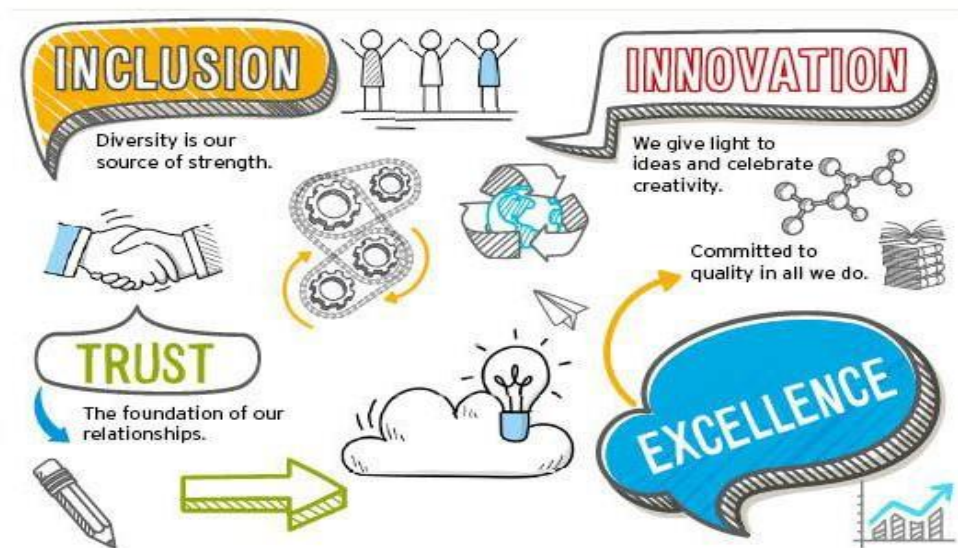 INCLUSION
Diversity is our
source of strength.
INNOVATION
We give light to
ideas and celebrate
creativity.
TRUST
The foundation of our
relationships.
Committed to
quality in all we do.
EXCELLENCE